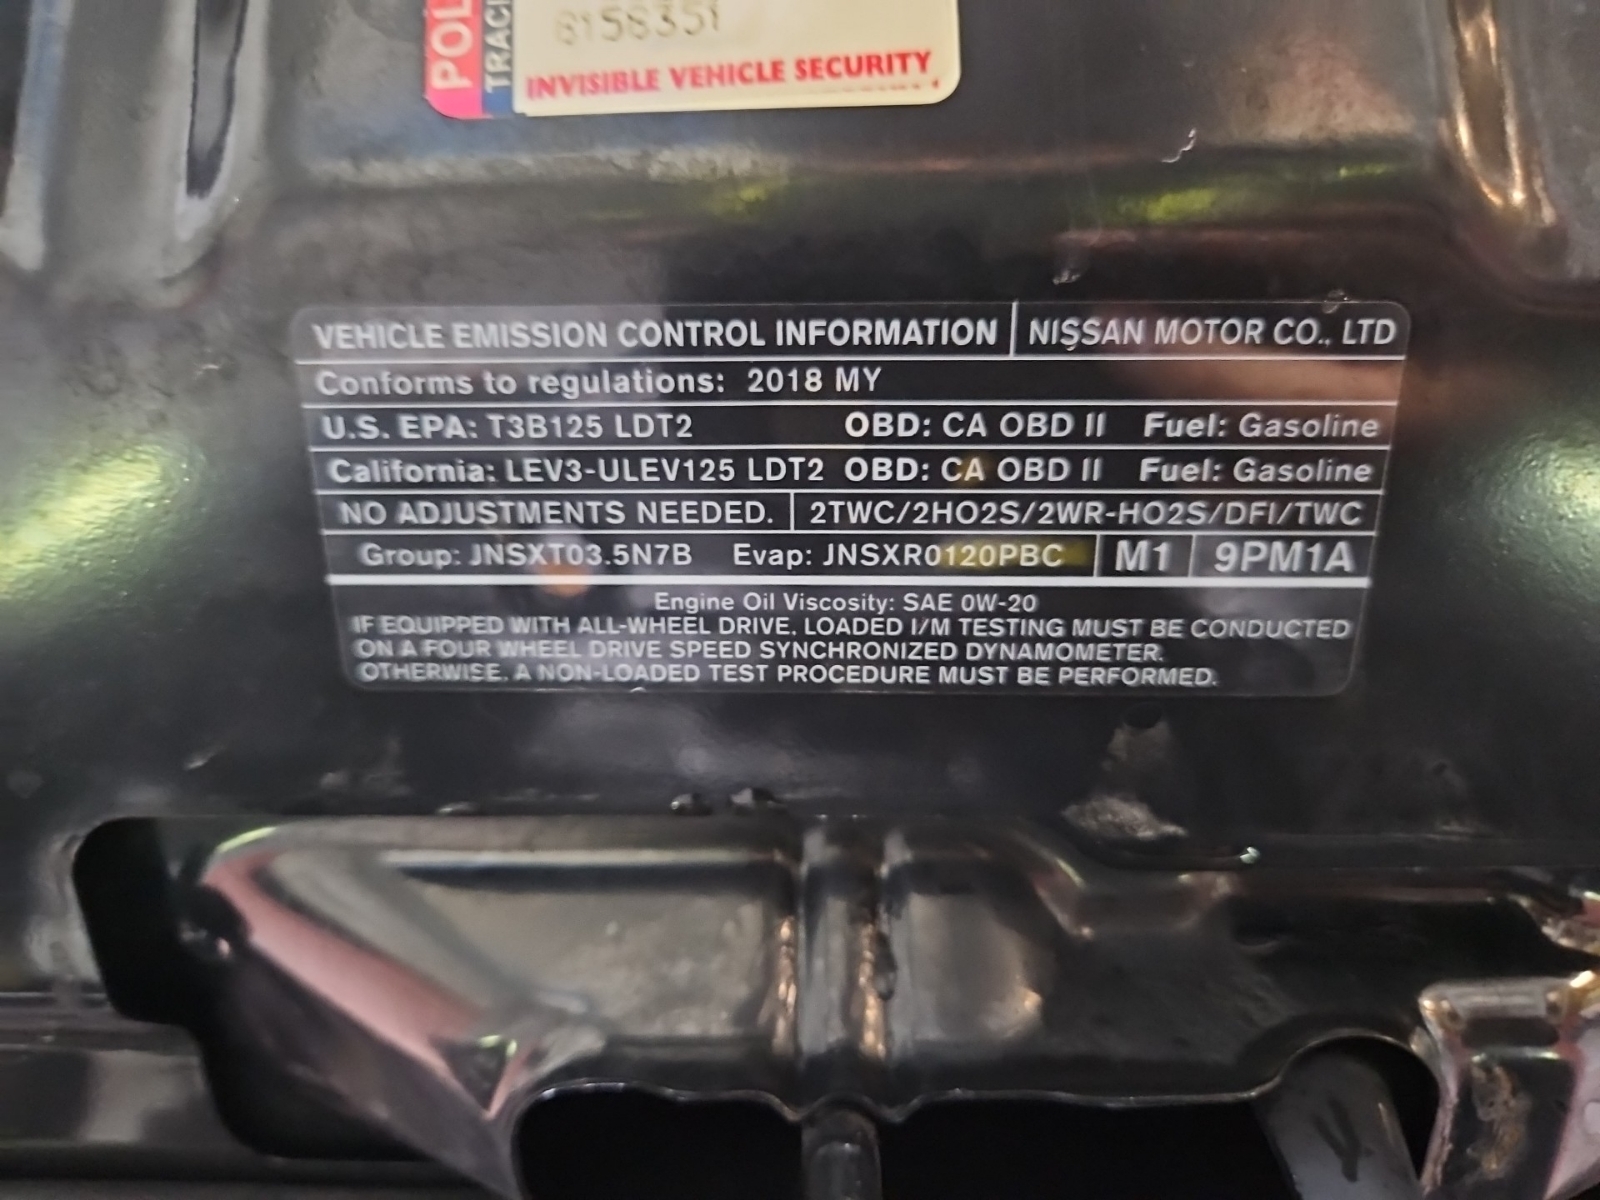 POL
TRAC
8158351
INVISIBLE VEHICLE SECURITY
VEHICLE EMISSION CONTROL INFORMATION NISSAN MOTOR CO., LTD
Conforms to regulations: 2018 MY
U.S. EPA: T3B125 LDT2 OBD: CA OBD II Fuel: Gasoline
California: LEV3-ULEV125 LDT2 OBD: CA OBD II Fuel: Gasoline
NO ADJUSTMENTS NEEDED. 2TWC/2HO2S/2WR-HO2S/DFI/TWC
Group: JNSXT03.5N7B Evap: JNSXR0120PBC M1 9PM1A
Engine Oil Viscosity: SAE 0W-20
IF EQUIPPED WITH ALL-WHEEL DRIVE, LOADED I/M TESTING MUST BE CONDUCTED
ON A FOUR WHEEL DRIVE SPEED SYNCHRONIZED DYNAMOMETER.
OTHERWISE, A NON-LOADED TEST PROCEDURE MUST BE PERFORMED.